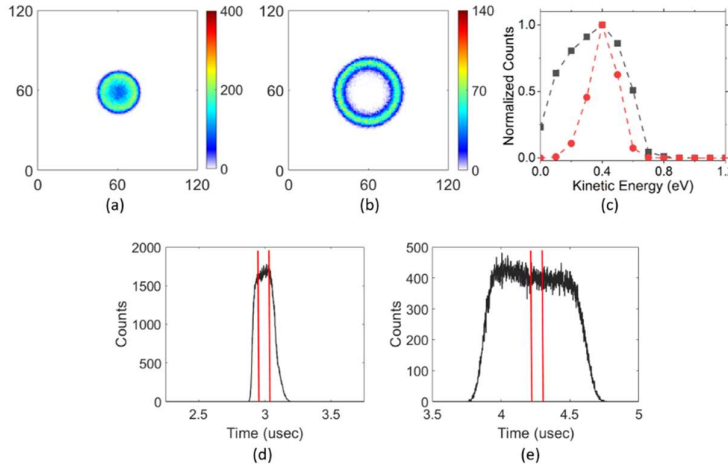 120
60
0
0 60 120
400
200
0
(a)
120
60
0
0 60 120
140
70
0
(b)
Normalized Counts
1.0
0.5
0.0
0.0 0.4 0.8 1.2
Kinetic Energy (eV)
(c)
Counts
2000
1500
1000
500
0
2.5 3 3.5
Time (usec)
(d)
Counts
500
400
300
200
100
0
3.5 4 4.5 5
Time (usec)
(e)